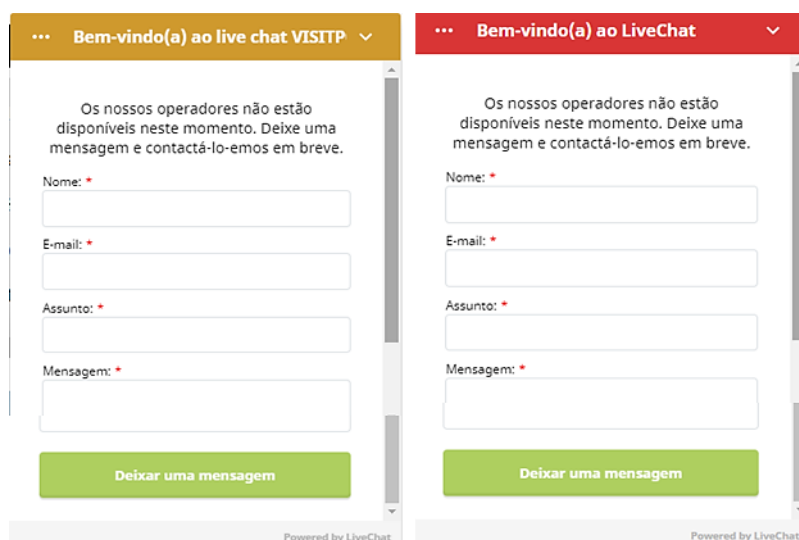 Bem-vindo(a) ao live chat VISITP
Os nossos operadores não estão
disponíveis neste momento. Deixe uma
mensagem e contactá-lo-emos em breve.
Nome: *
E-mail: *
Assunto: *
Mensagem: *
Deixar uma mensagem
Powered by LiveChat
Bem-vindo(a) ao LiveChat
Os nossos operadores não estão
disponíveis neste momento. Deixe uma
mensagem e contactá-lo-emos em breve.
Nome: *
E-mail: *
Assunto: *
Mensagem: *
Deixar uma mensagem
Powered by LiveChat